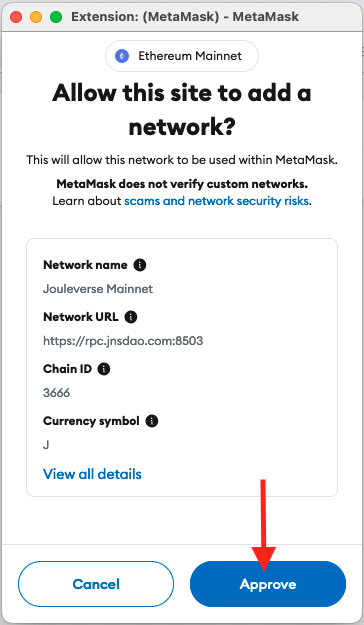 Extension: (MetaMask) - MetaMask
Ethereum Mainnet
Allow this site to add a
network?
This will allow this network to be used within MetaMask.
MetaMask does not verify custom networks.
Learn about scams and network security risks.
Network name
Jouleverse Mainnet
Network URL
https://rpc.jnsdao.com:8503
Chain ID
3666
Currency symbol
J
View all details
Cancel
Approve